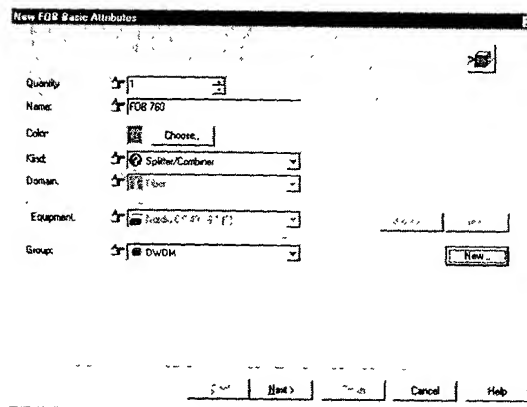 New FOB Basic Attributes
Quantity 1
Name: FOB 760
Color Choose..
Kind: Splitter/Combiner
Domain. Fiber
Equipment.
Group: DWDM New ..
Next > Cancel Help